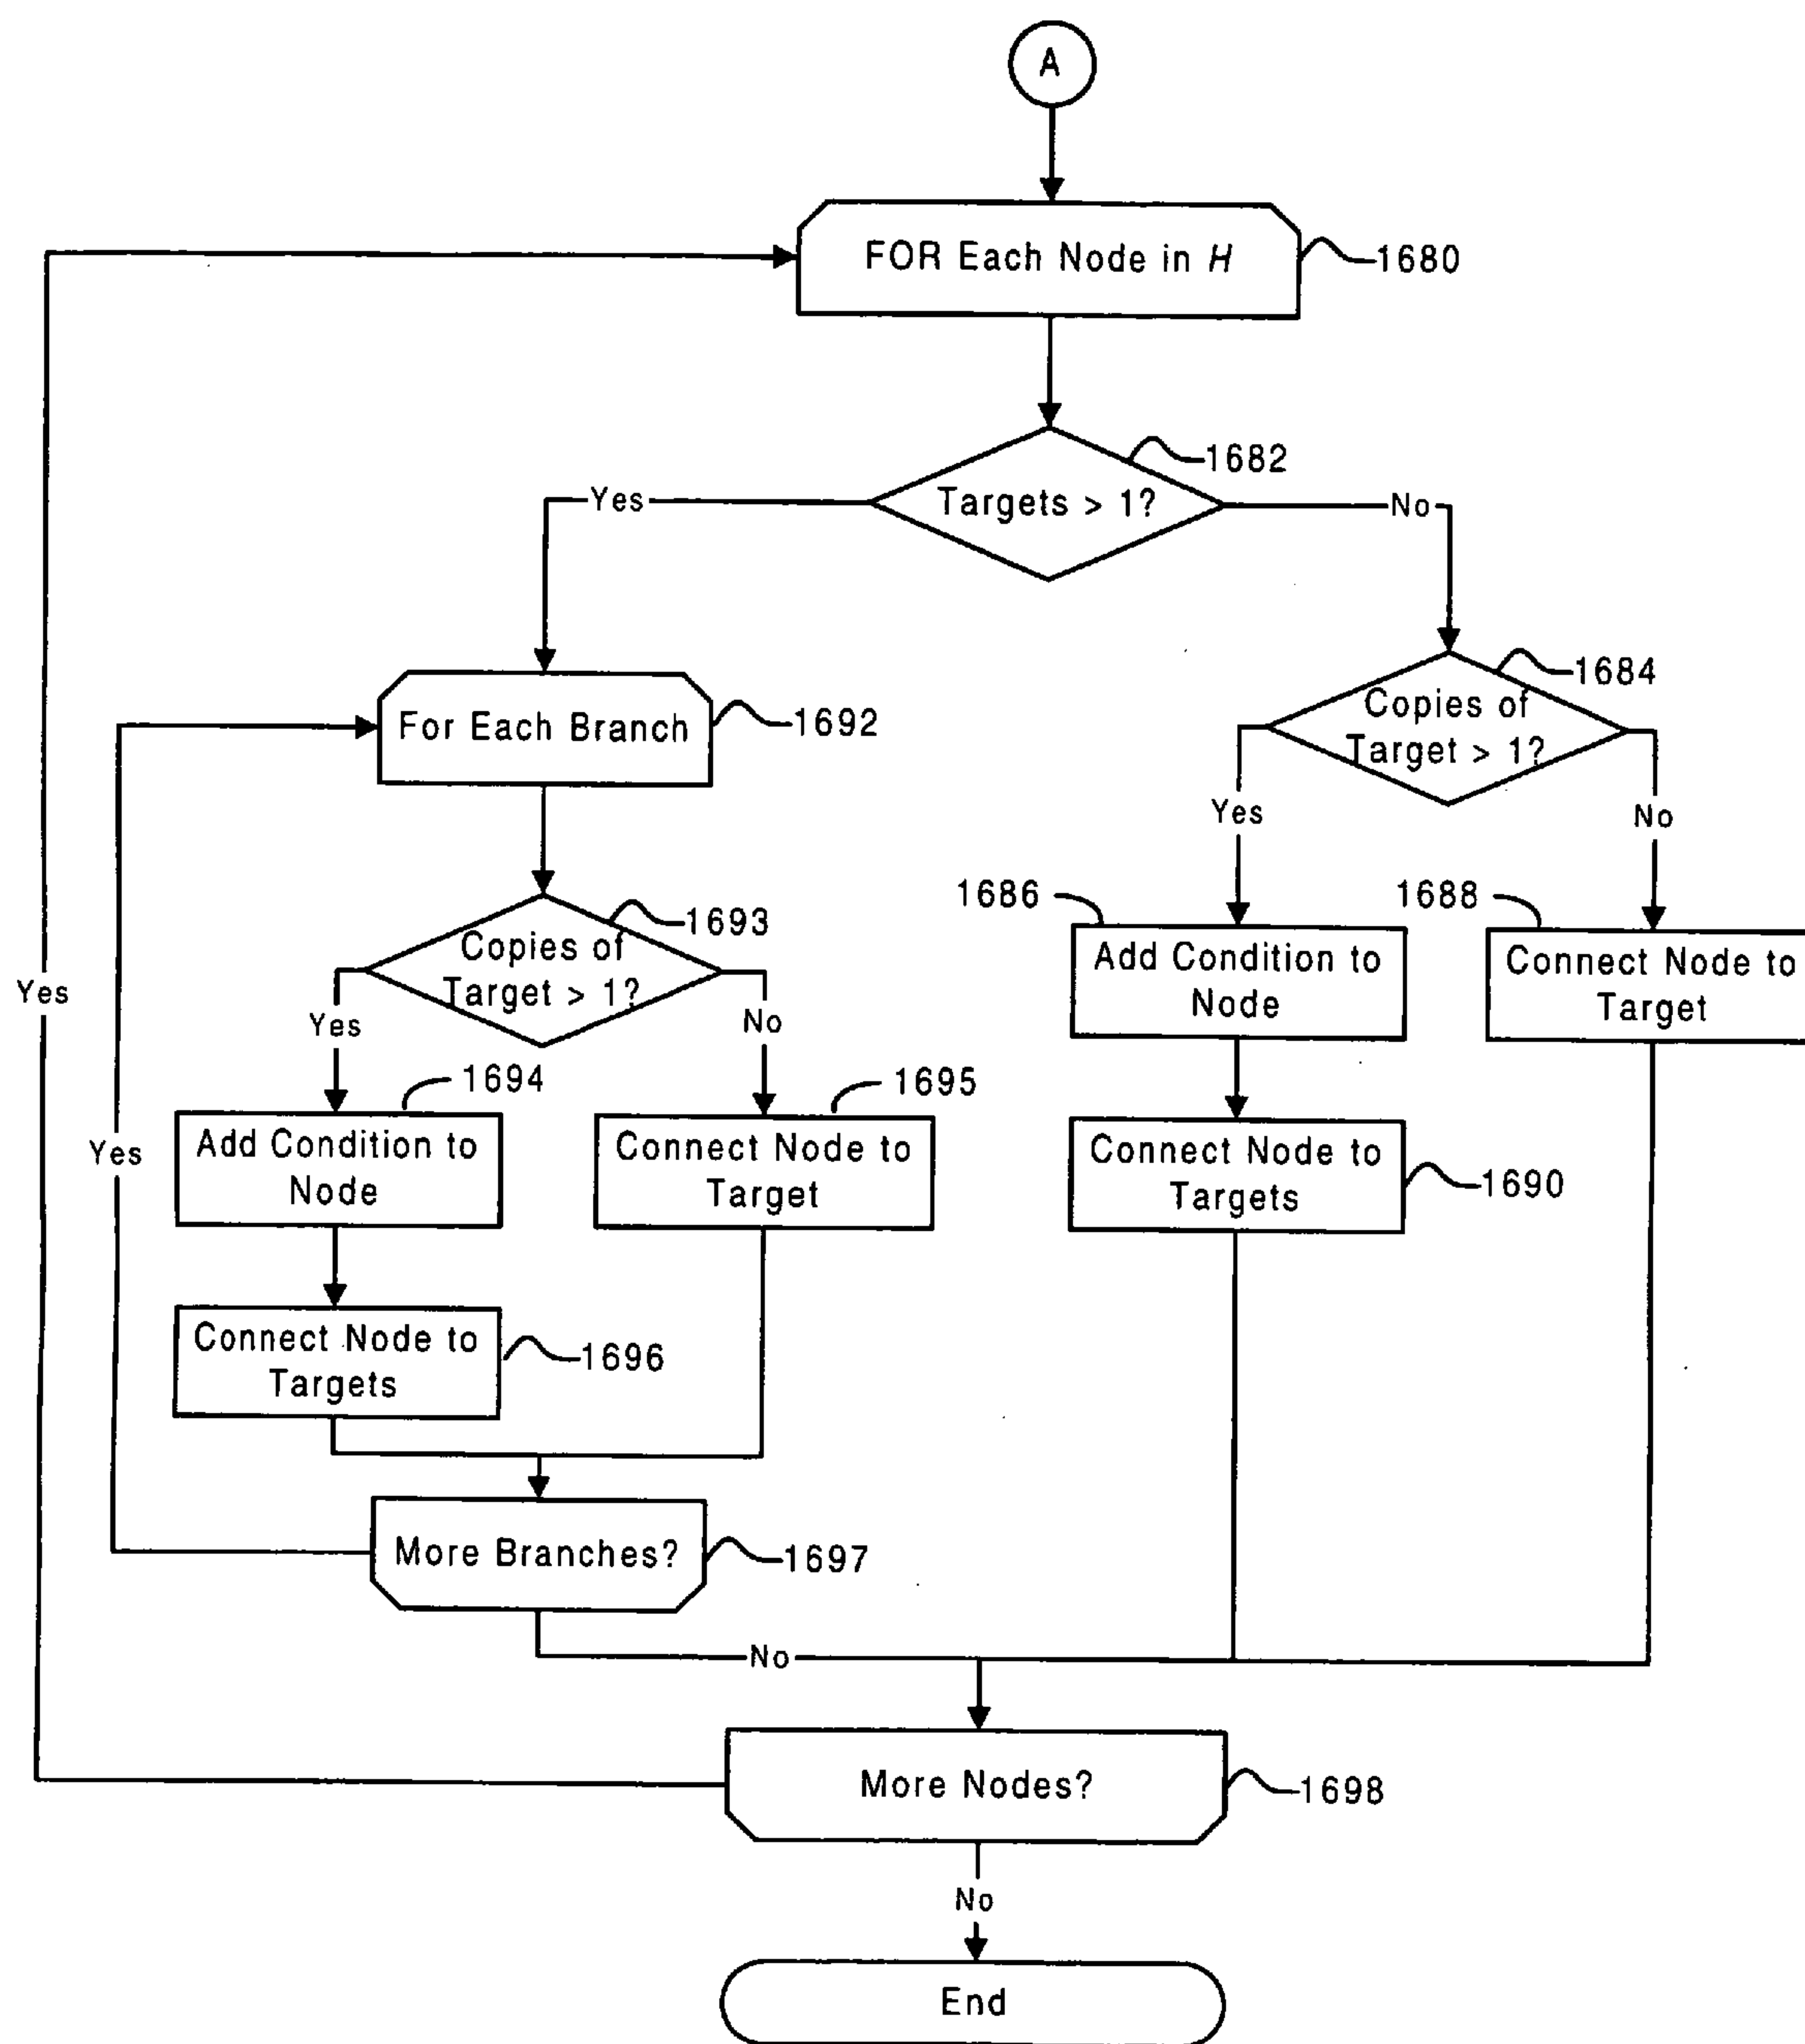 A
FOR Each Node in H
1680
1682
Targets > 1?
Yes
No
1684
Copies of
Target > 1?
For Each Branch
1692
Yes
No
1693
Copies of
Target > 1?
1686
1688
Add Condition to
Node
Connect Node to
Target
Yes
Yes
No
1694
1695
Yes
Add Condition to
Node
Connect Node to
Target
Connect Node to
Targets
1690
Connect Node to
Targets
1696
More Branches?
1697
No
More Nodes?
1698
No
End